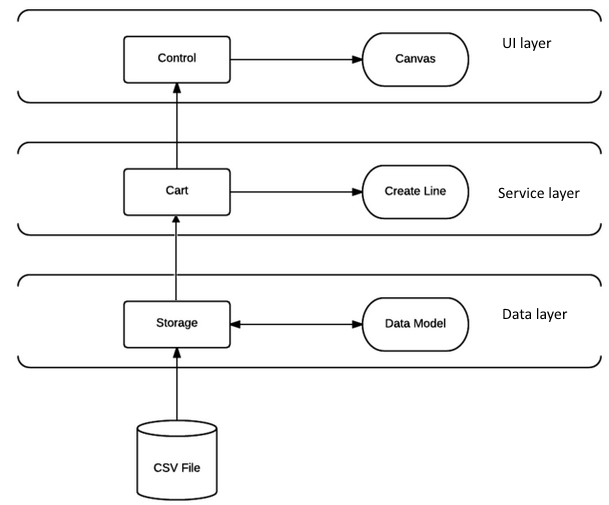 Control
Canvas
UI layer
Cart
Create Line
Service layer
Storage
Data Model
Data layer
CSV File